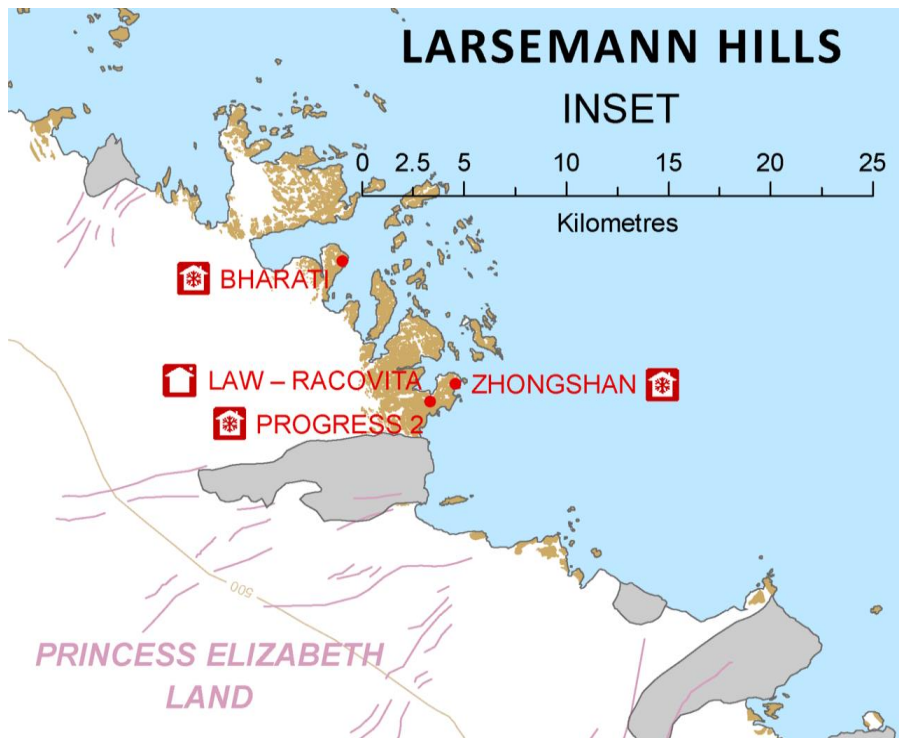 LARSEMANN HILLS
INSET
0 2.5 5 10 15 20 25
Kilometres
BHARATI
LAW – RACOVITA
ZHONGSHAN
PROGRESS 2
500
PRINCESS ELIZABETH
LAND